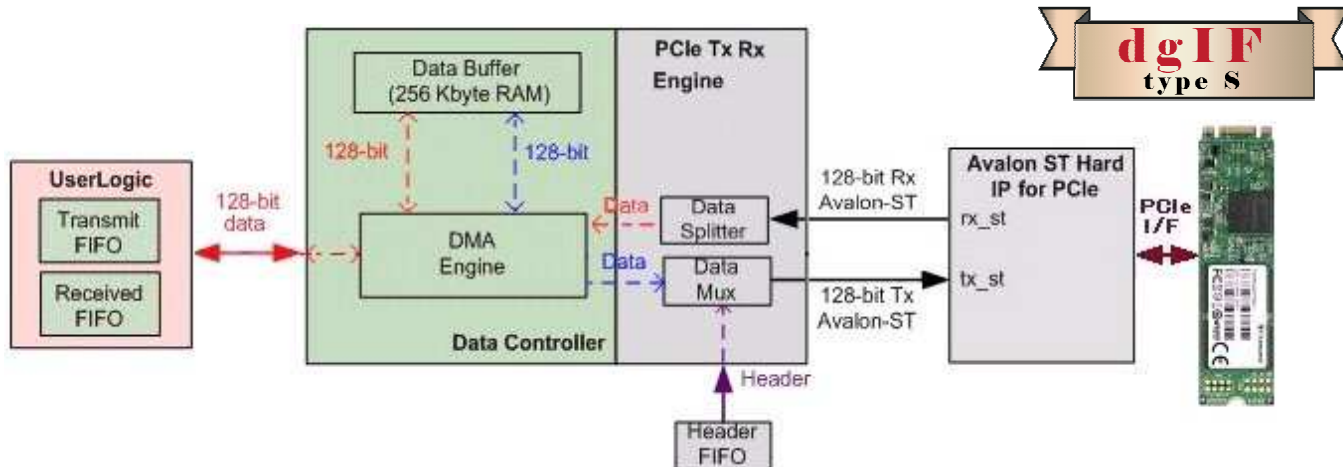 dgIF
type S
PCIe Tx Rx
Engine
Data Buffer
(256 Kbyte RAM)
128-bit
128-bit
UserLogic
Transmit
FIFO
Received
FIFO
128-bit
data
DMA
Engine
Data
Data
Data
Splitter
Data
Mux
Data Controller
128-bit Rx
Avalon-ST
128-bit Tx
Avalon-ST
Avalon ST Hard
IP for PCIe
rx_st
tx_st
PCIe
I/F
Header
Header
FIFO
CE